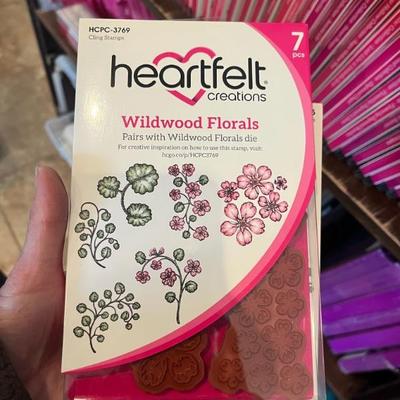 HCPC-3769
Cling Stamps
7
pcs
heartfelt®
creations
Wildwood Florals
Pairs with Wildwood Florals die
For creative inspiration on how to use this stamp, visit:
hcgo.co/p/HCPC3769